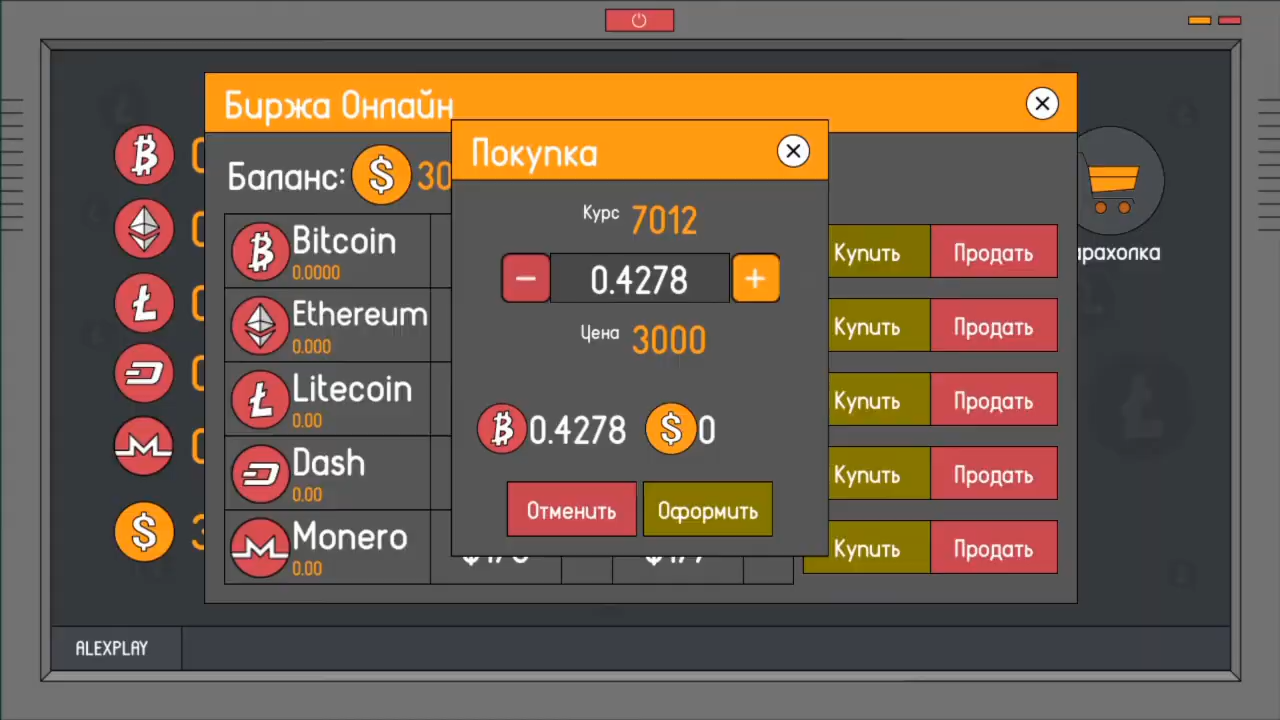 Биржа Онлайн
Покупка
Баланс: 30
Курс 7012
0.4278
Цена 3000
0.4278 0
Отменить Оформить
Bitcoin
0.0000
Купить Продать
Ethereum
0.000
Купить Продать
Litecoin
0.00
Купить Продать
Dash
0.00
Купить Продать
Monero
0.00
Купить Продать
ALEXPLAY